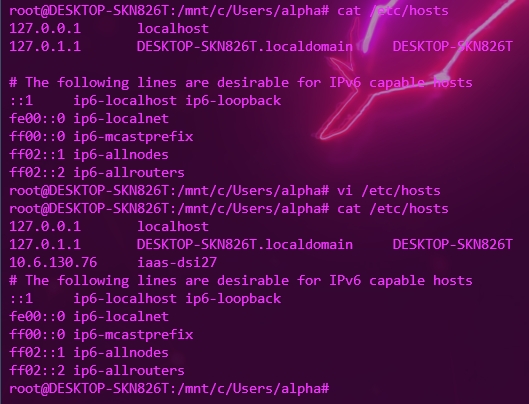 root@DESKTOP-SKN826T:/mnt/c/Users/alpha# cat /etc/hosts
127.0.0.1       localhost
127.0.1.1       DESKTOP-SKN826T.localdomain     DESKTOP-SKN826T

# The following lines are desirable for IPv6 capable hosts
::1     ip6-localhost ip6-loopback
fe00::0 ip6-localnet
ff00::0 ip6-mcastprefix
ff02::1 ip6-allnodes
ff02::2 ip6-allrouters
root@DESKTOP-SKN826T:/mnt/c/Users/alpha# vi /etc/hosts
root@DESKTOP-SKN826T:/mnt/c/Users/alpha# cat /etc/hosts
127.0.0.1       localhost
127.0.1.1       DESKTOP-SKN826T.localdomain     DESKTOP-SKN826T
10.6.130.76     iaas-dsi27
# The following lines are desirable for IPv6 capable hosts
::1     ip6-localhost ip6-loopback
fe00::0 ip6-localnet
ff00::0 ip6-mcastprefix
ff02::1 ip6-allnodes
ff02::2 ip6-allrouters
root@DESKTOP-SKN826T:/mnt/c/Users/alpha#